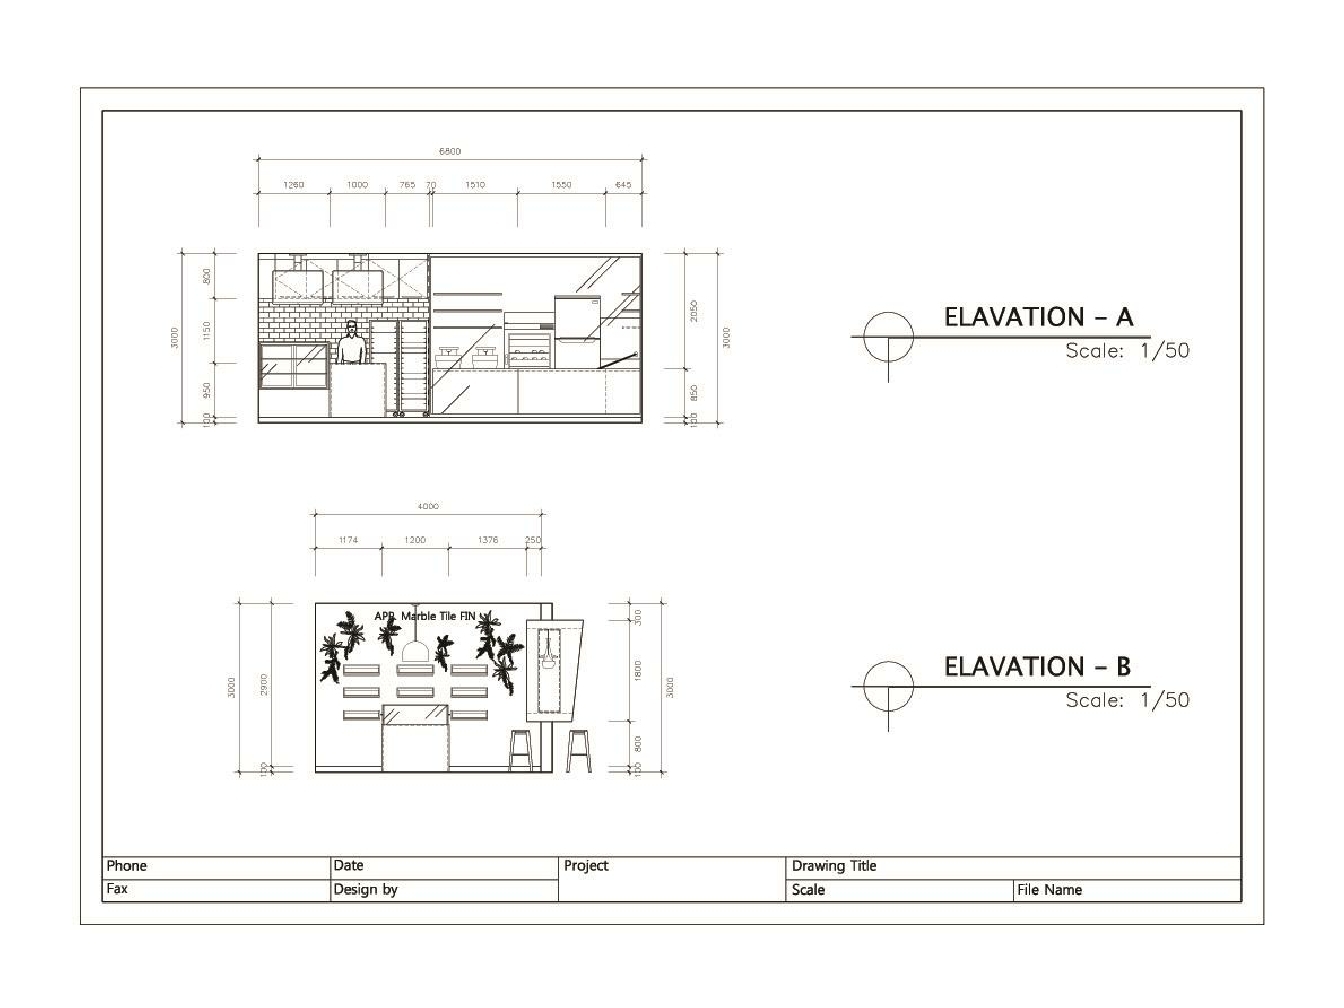 6800
1260 1000 765 70 1510 1550 645
3000
800
1150
950
100
2050
850
100
3000
ELAVATION - A
Scale: 1/50
4000
1174 1200 1376 250
APP. Marble Tile FIN
3000
2900
100
300
1800
800
100
3000
ELAVATION - B
Scale: 1/50
Phone
Date
Project
Drawing Title
Fax
Design by
Scale
File Name